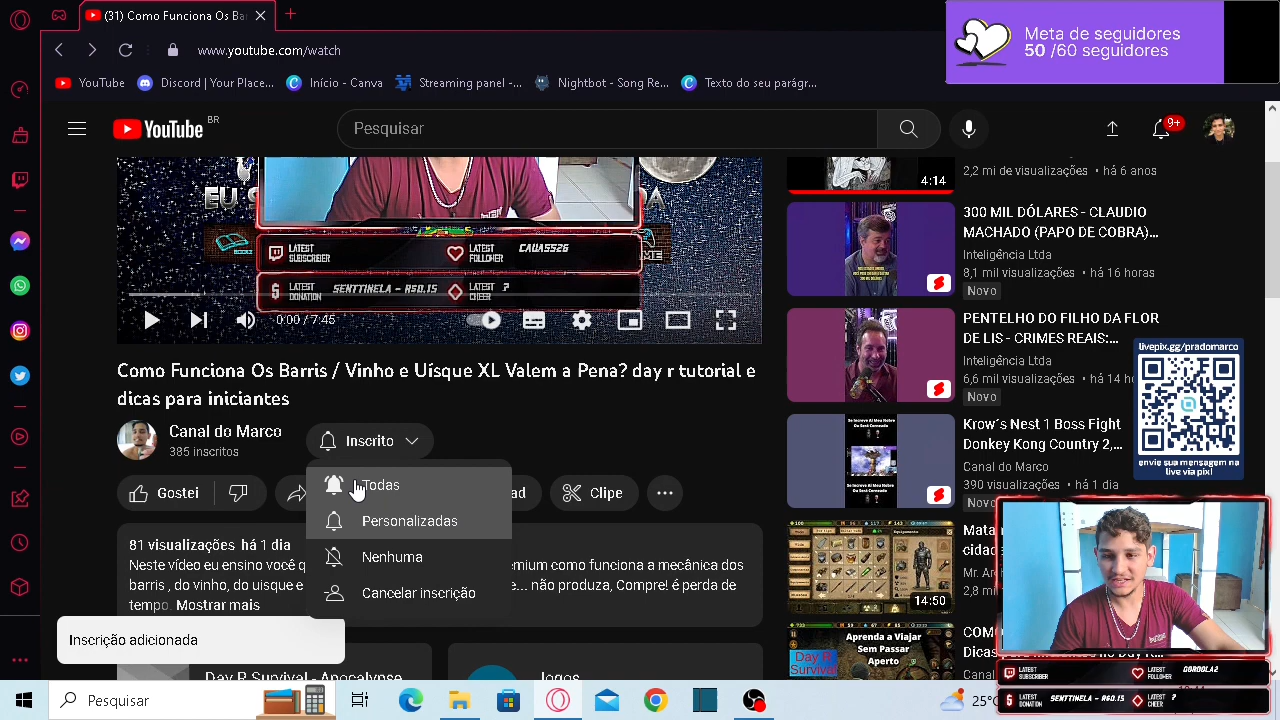 (31) Como Funciona Os Bar
www.youtube.com/watch
Meta de seguidores
50 /60 seguidores
YouTube
Discord | Your Place...
Início - Canva
Streaming panel -...
Nightbot - Song Re...
Texto do seu parágr...
YouTube BR
Pesquisar
9+
LATEST SUBSCRIBER
LATEST FOLLOWER
CAUA5526
LATEST DONATION
SENTTINELA - R$0.15
LATEST CHEER
?
0:00 / 7:45
Como Funciona Os Barris / Vinho e Uísque XL Valem a Pena? day r tutorial e
dicas para iniciantes
Canal do Marco
385 inscritos
Inscrito
Gostei
Clipe
Todas
Personalizadas
Nenhuma
Cancelar inscrição
81 visualizações há 1 dia
Neste vídeo eu ensino você
como funciona a mecânica dos
barris , do vinho, do uisque e
e... não produza, Compre! é perda de
tempo. Mostrar mais
Inscrição adicionada
Day R Survival - Apocalypse
Jogos
4:14
2,2 mi de visualizações • há 6 anos
300 MIL DÓLARES - CLAUDIO
MACHADO (PAPO DE COBRA)...
Inteligência Ltda
8,1 mil visualizações • há 16 horas
Novo
PENTELHO DO FILHO DA FLOR
DE LIS - CRIMES REAIS:...
Inteligência Ltda
6,6 mil visualizações • há 14 ho
Novo
Krow´s Nest 1 Boss Fight
Donkey Kong Country 2,...
Canal do Marco
390 visualizações • há 1 dia
Novo
14:50
Mata
cidad
Mr. Ar
2,8 mi
Aprenda a Viajar
Sem Passar
Aperto
Day R
Survival
livepix.gg/pradomarco
envie sua mensagem na
live via pix!
LATEST SUBSCRIBER
LATEST FOLLOWER
LATEST DONATION
SENTTINELA - R$0.15
LATEST CHEER
?
Pesquisar
25°